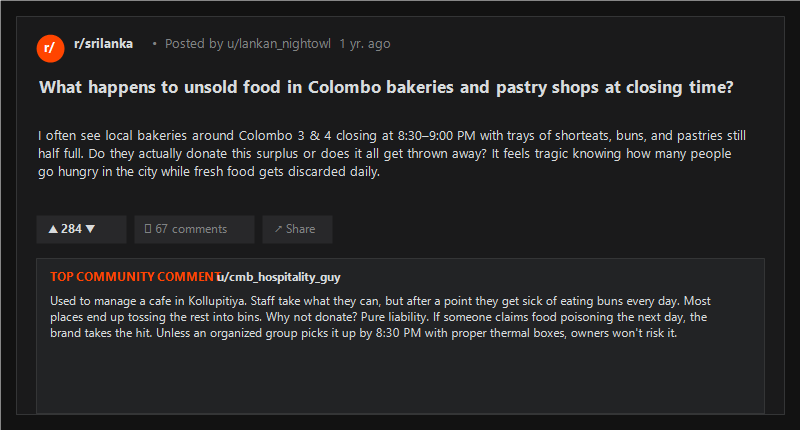 r/ r/srilanka • Posted by u/lankan_nightowl 1 yr. ago
What happens to unsold food in Colombo bakeries and pastry shops at closing time?
I often see local bakeries around Colombo 3 & 4 closing at 8:30–9:00 PM with trays of shorteats, buns, and pastries still
half full. Do they actually donate this surplus or does it all get thrown away? It feels tragic knowing how many people
go hungry in the city while fresh food gets discarded daily.
▲ 284 ▼ 67 comments ↗ Share
TOP COMMUNITY COMMENT u/cmb_hospitality_guy
Used to manage a cafe in Kollupitiya. Staff take what they can, but after a point they get sick of eating buns every day. Most
places end up tossing the rest into bins. Why not donate? Pure liability. If someone claims food poisoning the next day, the
brand takes the hit. Unless an organized group picks it up by 8:30 PM with proper thermal boxes, owners won't risk it.